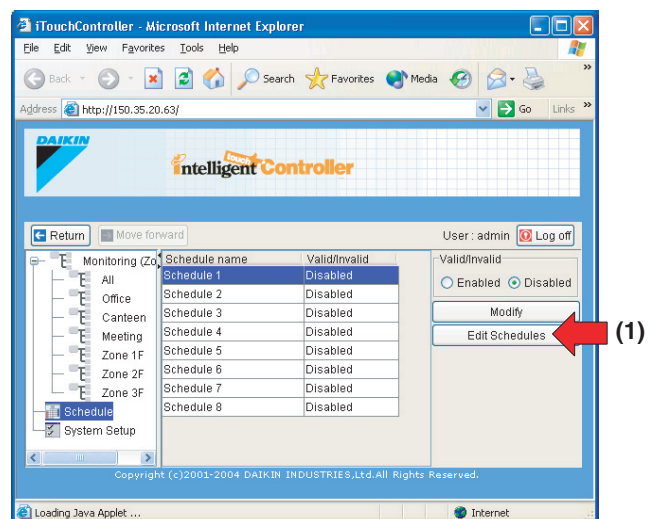 iTouchController - Microsoft Internet Explorer
File Edit View Favorites Tools Help
Back Search Favorites Media »
Address http://150.35.20.63/ Go Links »
DAIKIN
intelligent touch Controller
Return Move forward User : admin Log off
Monitoring (Zo
All
Office
Canteen
Meeting
Zone 1F
Zone 2F
Zone 3F
Schedule
System Setup
Schedule name Valid/Invalid
Schedule 1 Disabled
Schedule 2 Disabled
Schedule 3 Disabled
Schedule 4 Disabled
Schedule 5 Disabled
Schedule 6 Disabled
Schedule 7 Disabled
Schedule 8 Disabled
Valid/Invalid
Enabled Disabled
Modify
Edit Schedules
(1)
Copyright (c)2001-2004 DAIKIN INDUSTRIES,Ltd.All Rights Reserved.
Loading Java Applet ... Internet